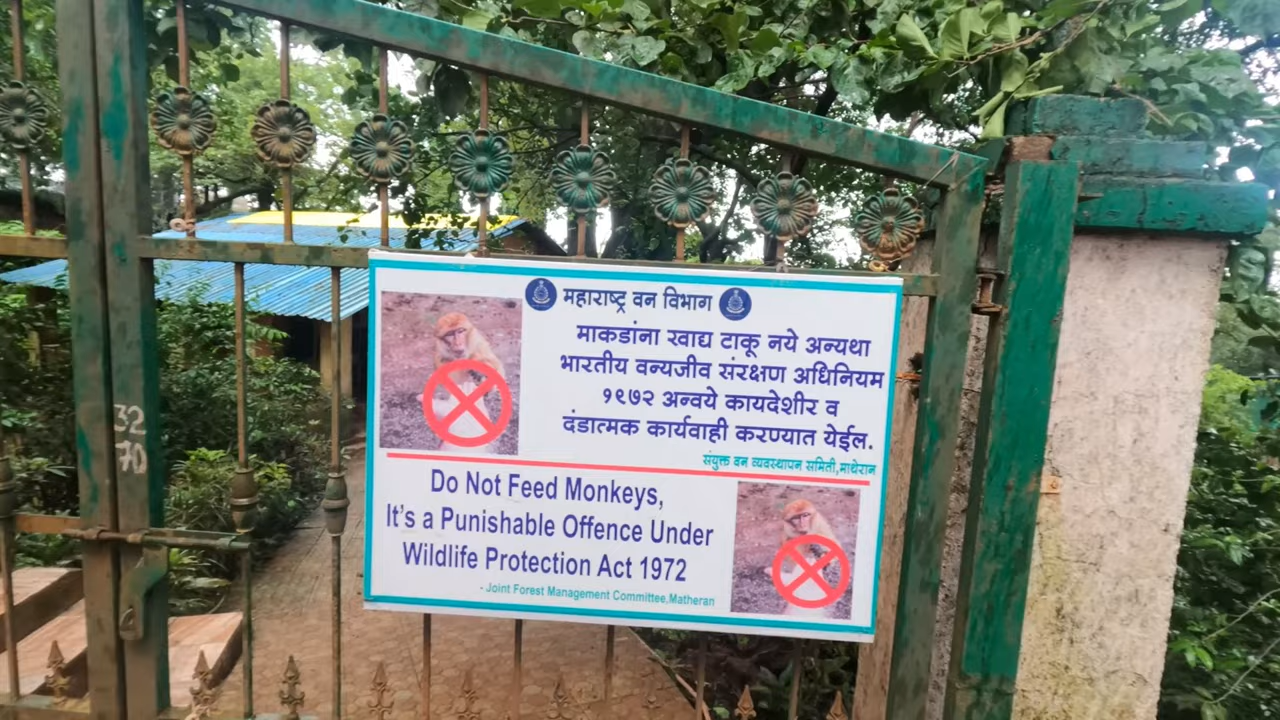 महाराष्ट्र वन विभाग
माकडांना खाद्य टाकू नये अन्यथा
भारतीय वन्यजीव संरक्षण अधिनियम
१९७२ अन्वये कायदेशीर व
दंडात्मक कार्यवाही करण्यात येईल.
संयुक्त वन व्यवस्थापन समिती,माथेरान
Do Not Feed Monkeys,
It's a Punishable Offence Under
Wildlife Protection Act 1972
- Joint Forest Management Committee,Matheran
32
70